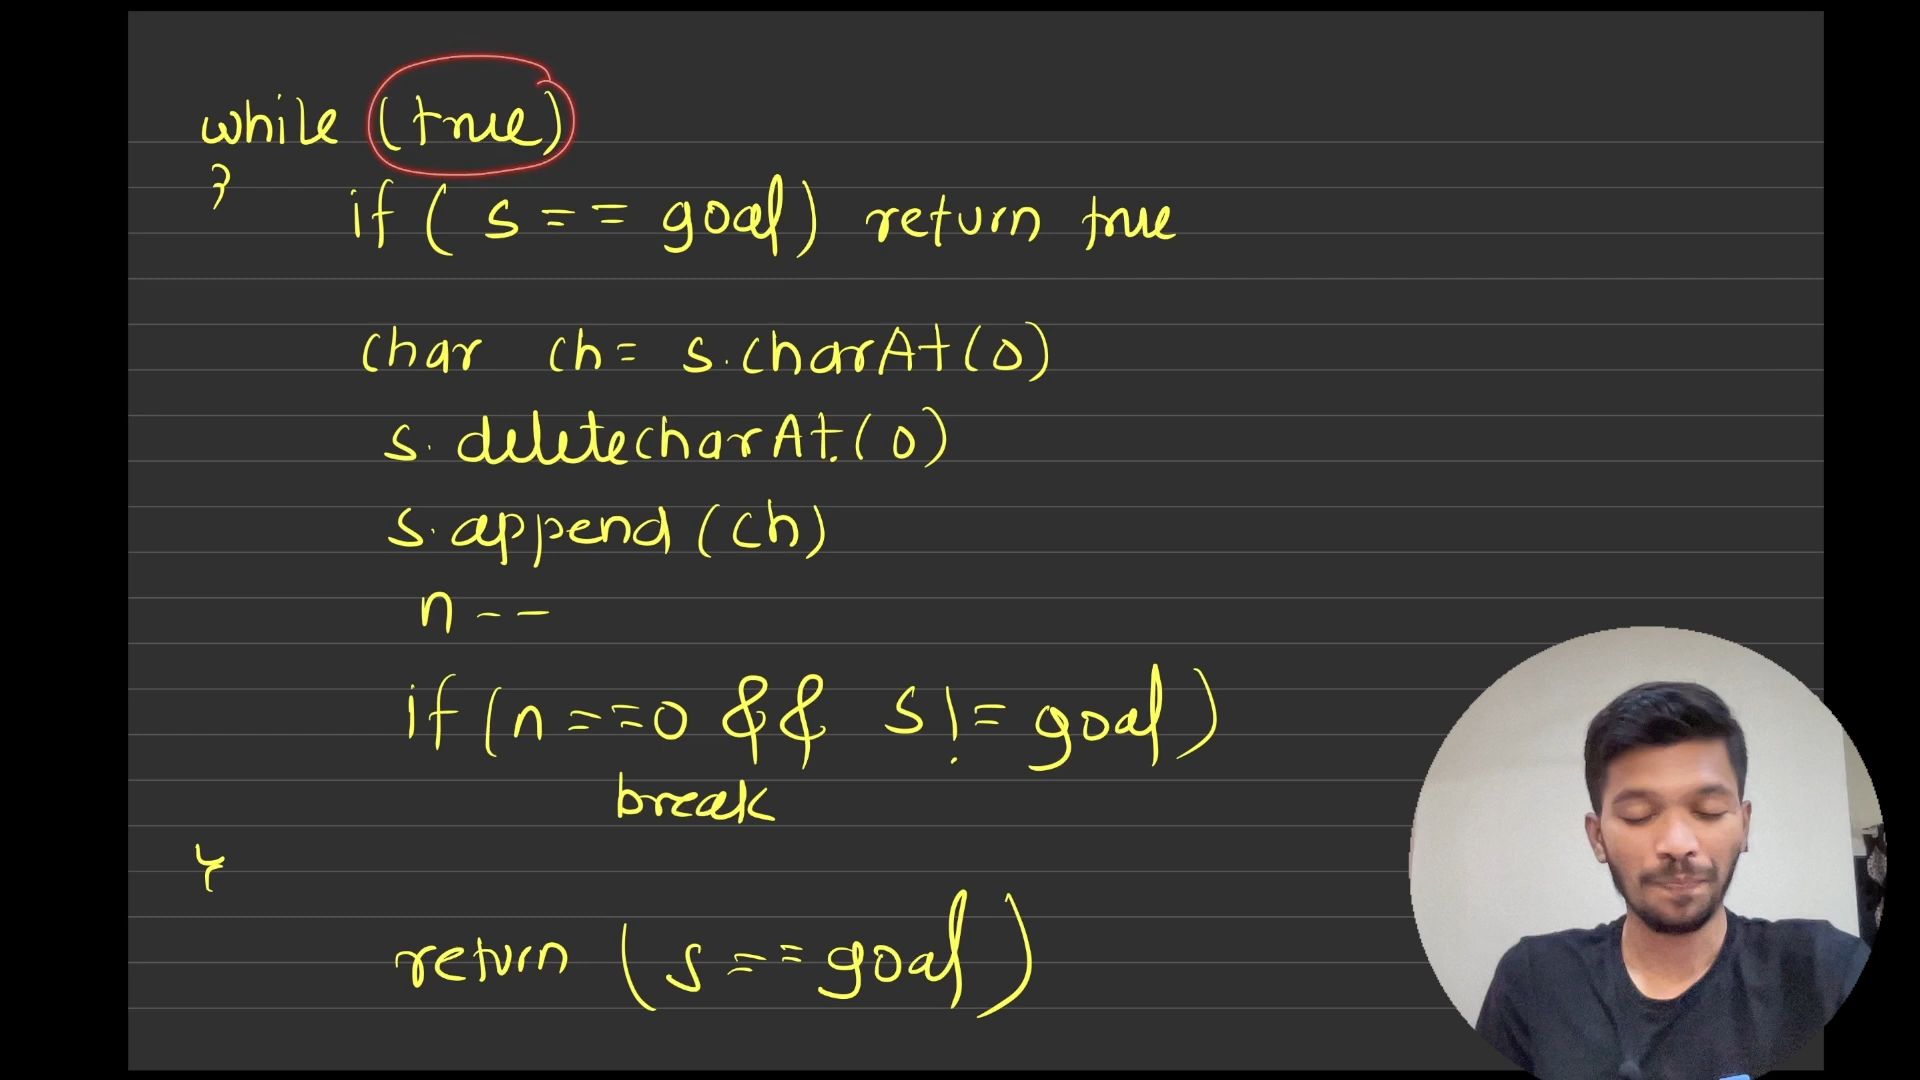 while (true)
{
if ( s == goal) return true
char ch = s.charAt(0)
s.deletecharAt.(0)
s.append(ch)
n--
if (n==0 && s != goal)
break
}
return (s == goal)